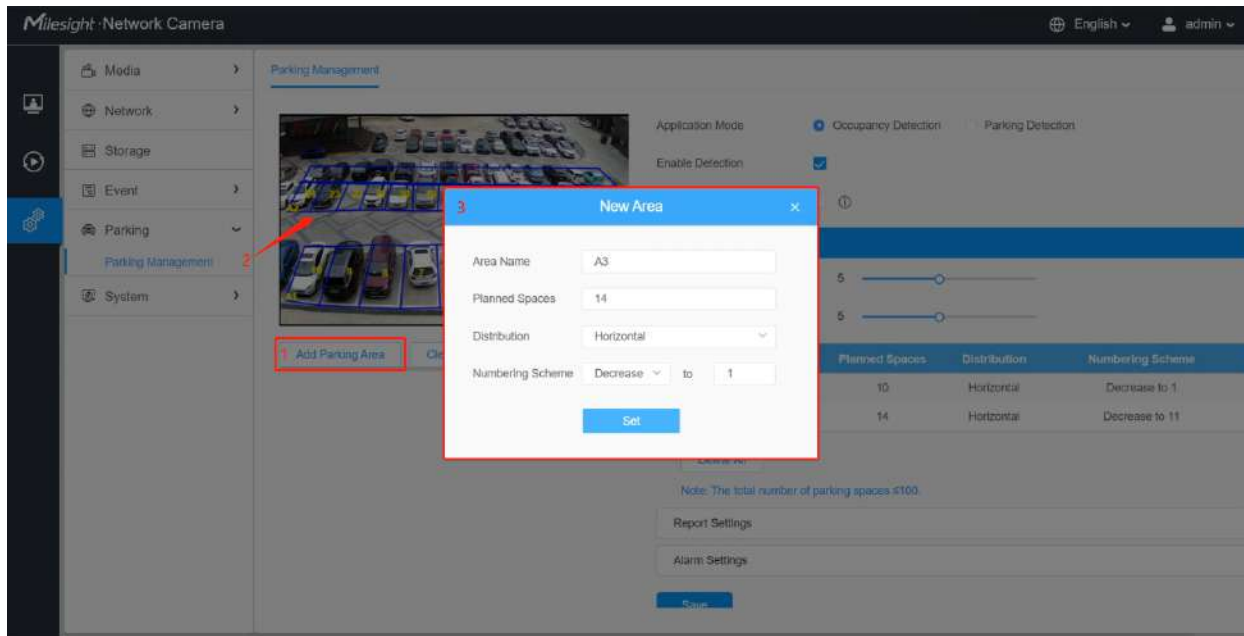 Milesight · Network Camera
English
admin
Media
Network
Storage
Event
Parking
Parking Management
System
Parking Management
Application Mode
Occupancy Detection
Parking Detection
Enable Detection
2
1 Add Parking Area
3
New Area
Area Name
A3
Planned Spaces
14
Distribution
Horizontal
Numbering Scheme
Decrease
to
1
Set
5
5
Planned Spaces
Distribution
Numbering Scheme
10
Horizontal
Decrease to 1
14
Horizontal
Decrease to 11
Note: The total number of parking spaces ≤100.
Report Settings
Alarm Settings
Save